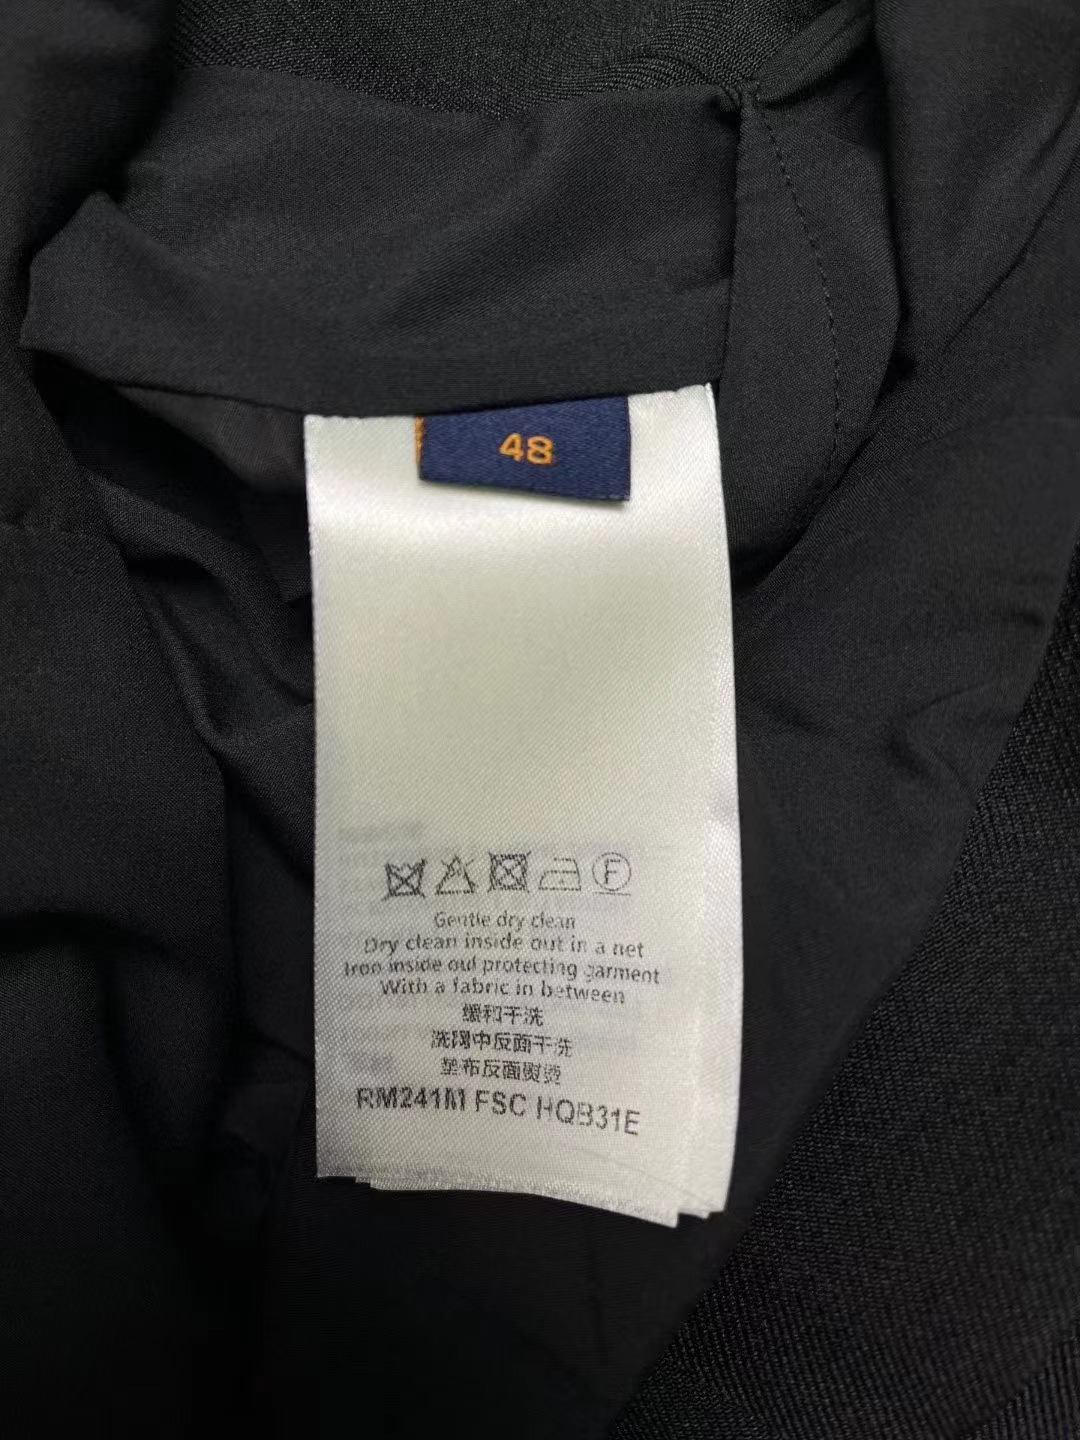 48
F
Gentle dry clean
Dry clean inside out in a net
Iron inside out protecting garment
With a fabric in between
缓和干洗
洗网中反面干洗
垫布反面熨烫
RM241M FSC HQB31E